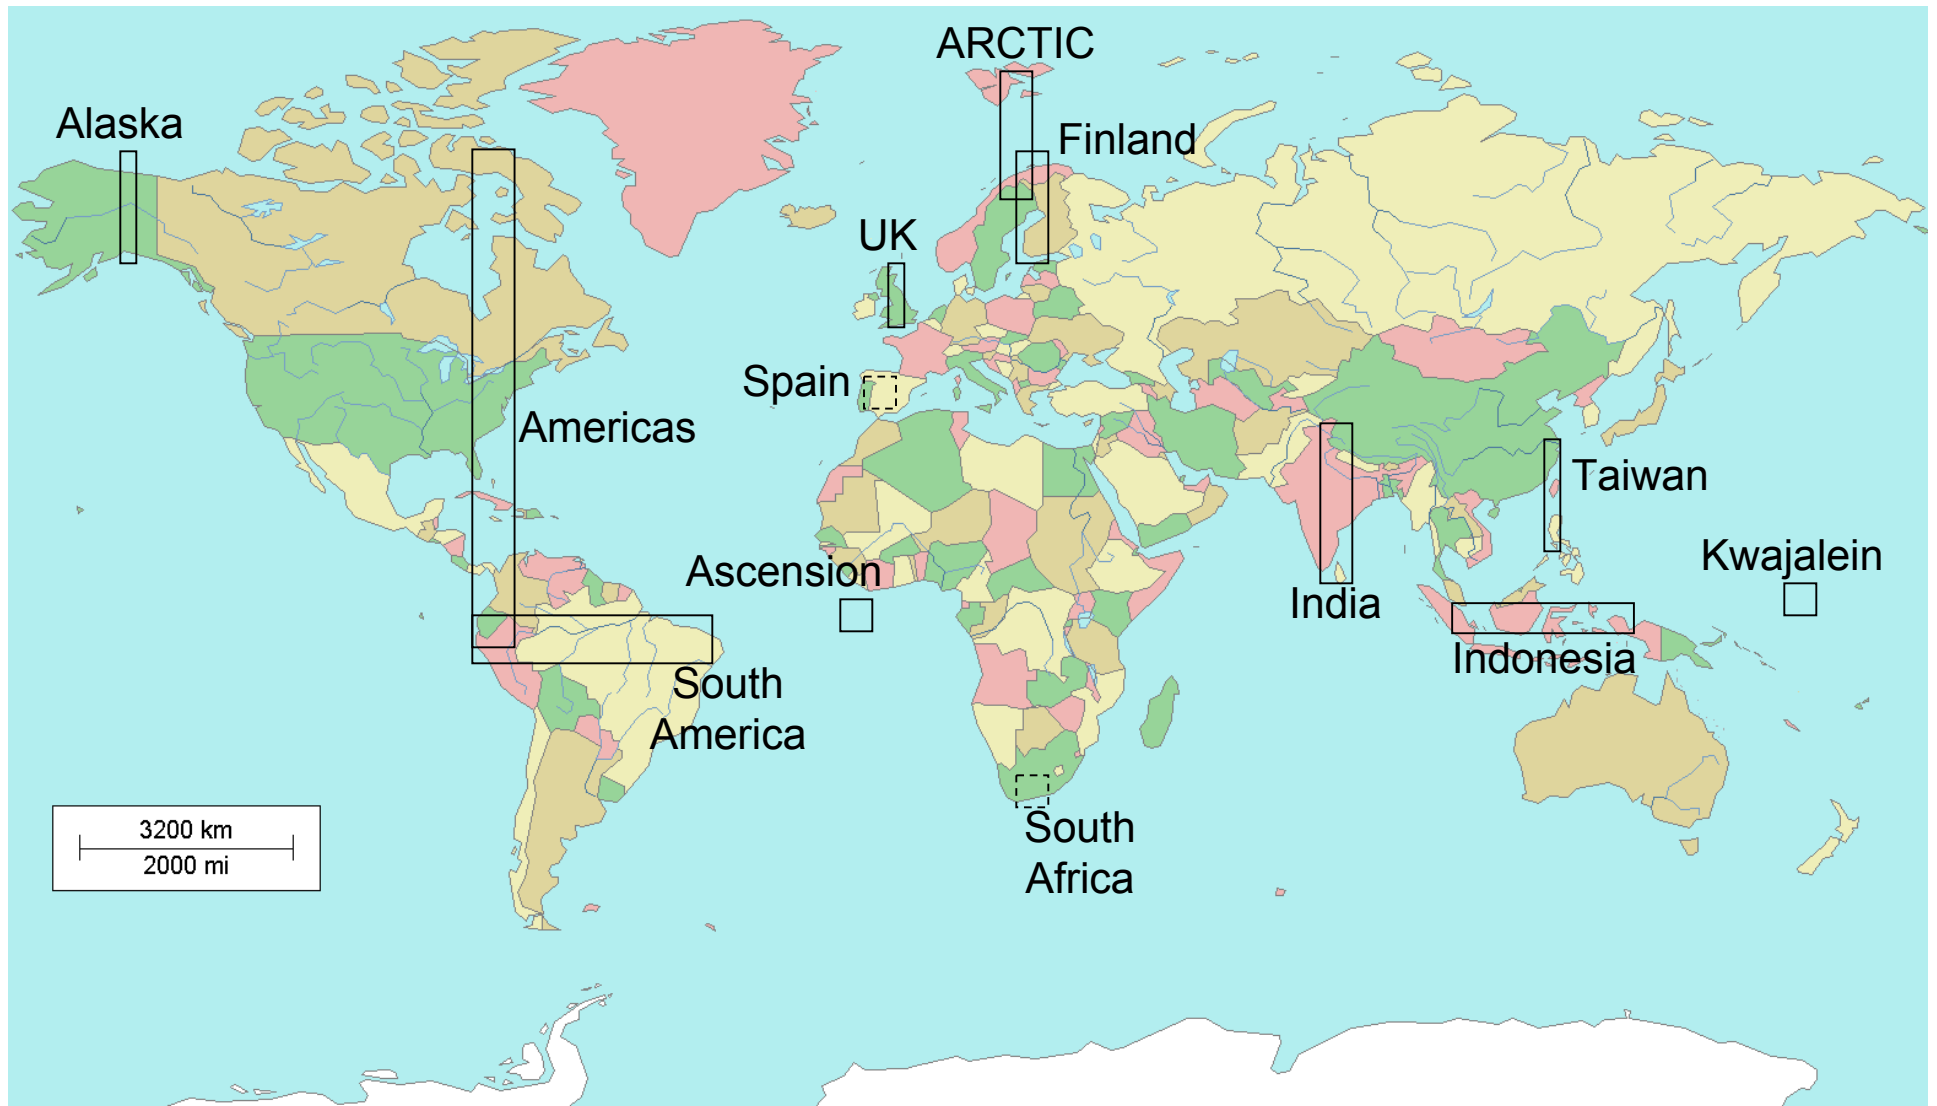 ARCTIC
Alaska
Finland
UK
Spain
Americas
Taiwan
Ascension
Kwajalein
India
Indonesia
South
America
3200 km
2000 mi
South
Africa